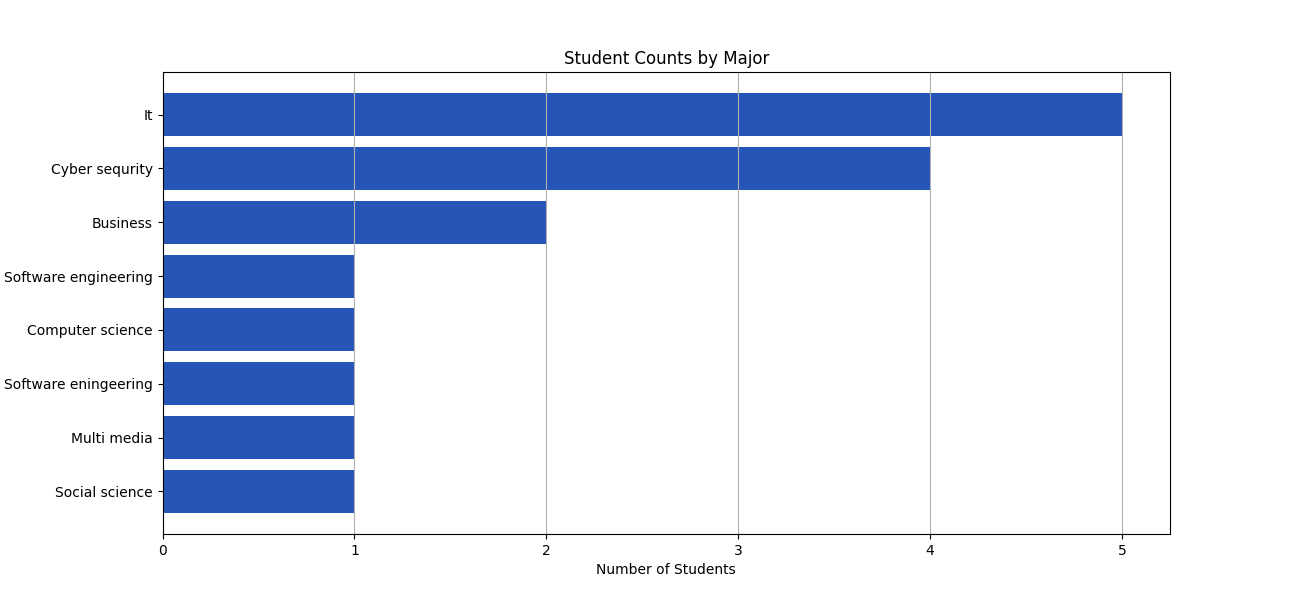 Student Counts by Major
It
Cyber sequrity
Business
Software engineering
Computer science
Software eningeering
Multi media
Social science
0 1 2 3 4 5
Number of Students